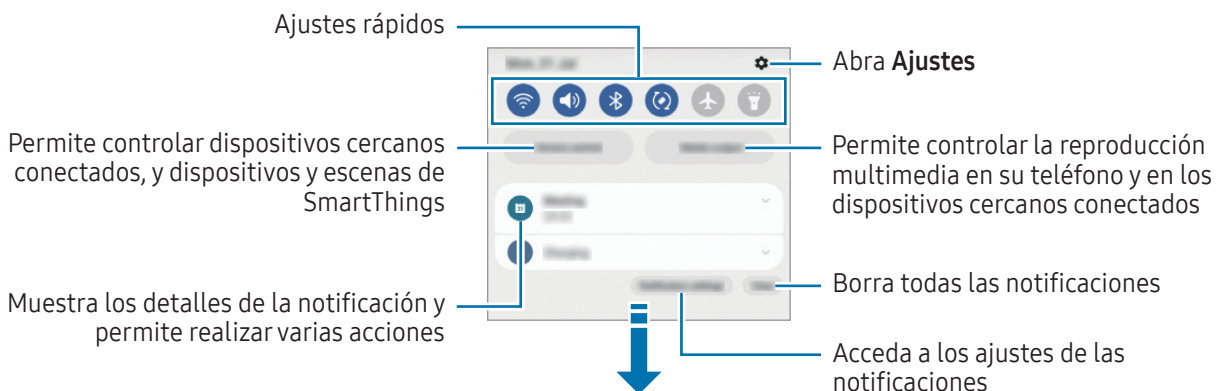 Ajustes rápidos
Abra Ajustes
Permite controlar dispositivos cercanos
conectados, y dispositivos y escenas de
SmartThings
Permite controlar la reproducción
multimedia en su teléfono y en los
dispositivos cercanos conectados
Muestra los detalles de la notificación y
permite realizar varias acciones
Borra todas las notificaciones
Acceda a los ajustes de las
notificaciones